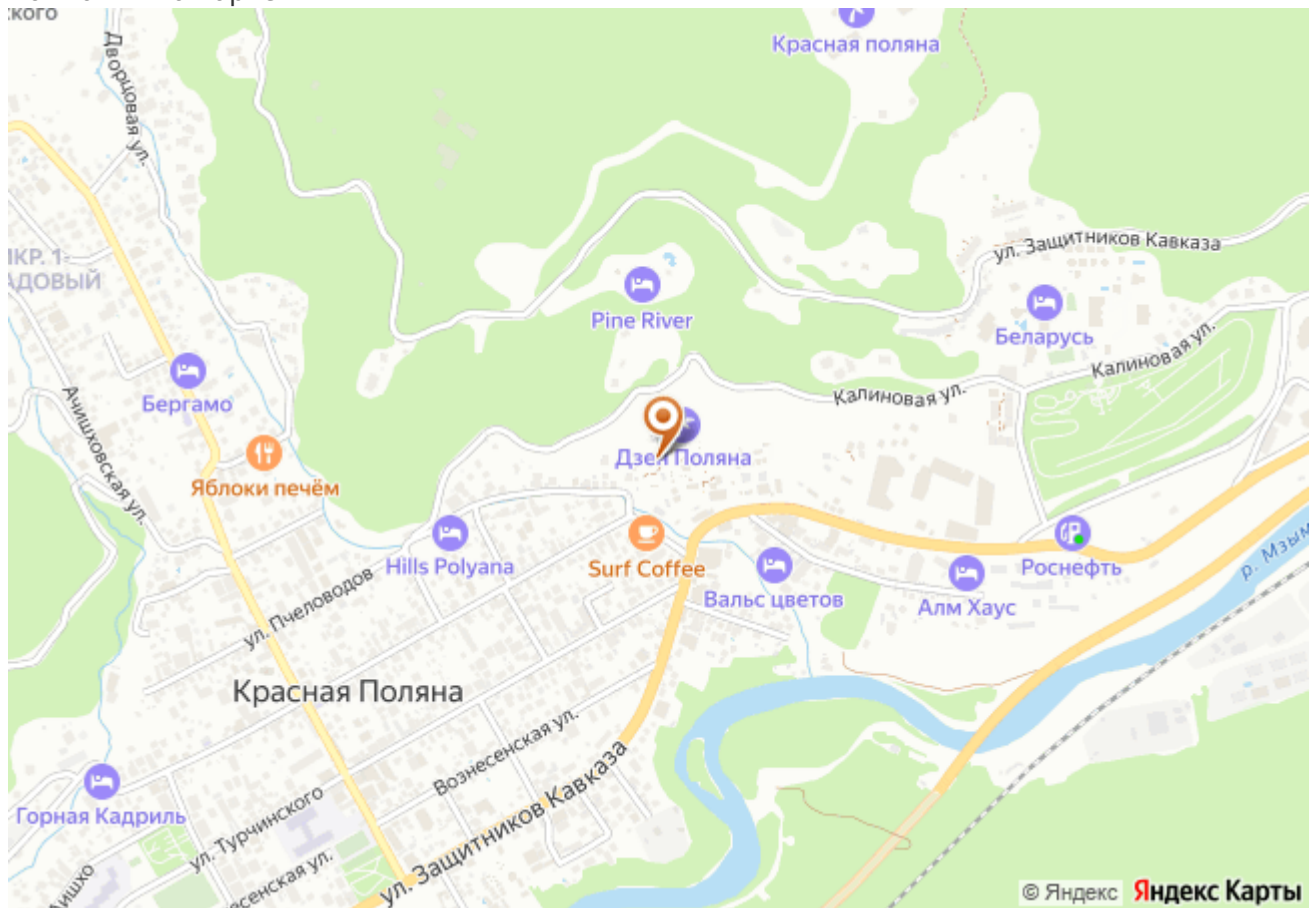 Красная поляна
Дворцовая ул.
ул. Защитников Кавказа
Pine River
Беларусь
Калиновая ул.
Калиновая ул.
Бергамо
Ачишховская ул.
Яблоки печём
Дзен Поляна
Hills Polyana
Surf Coffee
Вальс цветов
Алм Хаус
Роснефть
ул. Пчеловодов
Красная Поляна
Вознесенская ул.
ул. Защитников Кавказа
Горная Кадриль
ул. Турчинского
© Яндекс Яндекс Карты